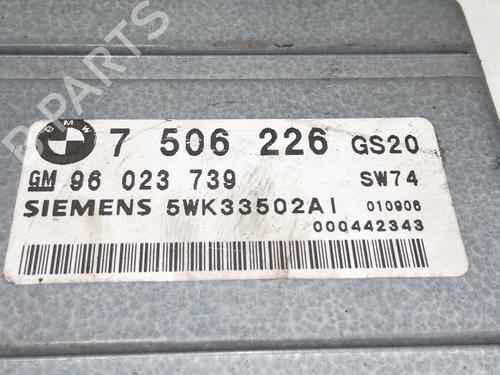 BMW 7 506 226 GS20
GM 96 023 739 SW74
SIEMENS 5WK33502AI 010906
000442343
B-PARTS